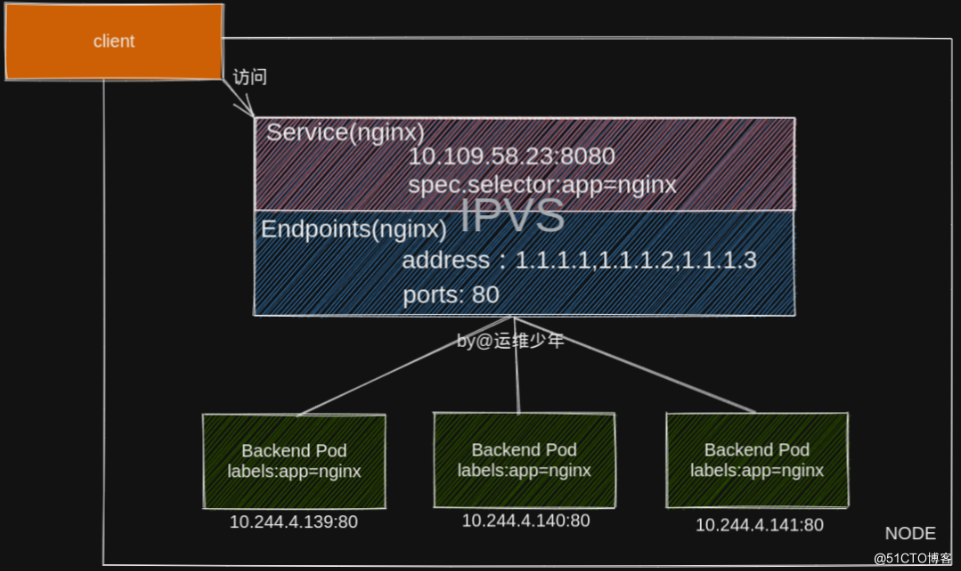 client
访问
Service(nginx)
10.109.58.23:8080
spec.selector:app=nginx
IPVS
Endpoints(nginx)
address：1.1.1.1,1.1.1.2,1.1.1.3
ports: 80
by@运维少年
Backend Pod
labels:app=nginx
10.244.4.139:80
Backend Pod
labels:app=nginx
10.244.4.140:80
Backend Pod
labels:app=nginx
10.244.4.141:80
NODE
@51CTO博客